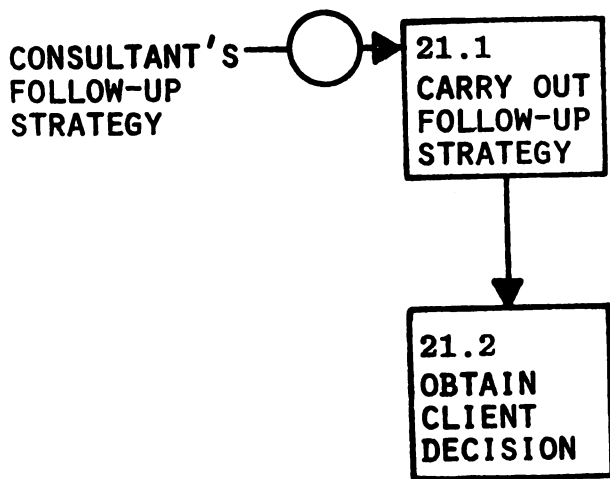 CONSULTANT'S
FOLLOW-UP
STRATEGY
21.1
CARRY OUT
FOLLOW-UP
STRATEGY
21.2
OBTAIN
CLIENT
DECISION